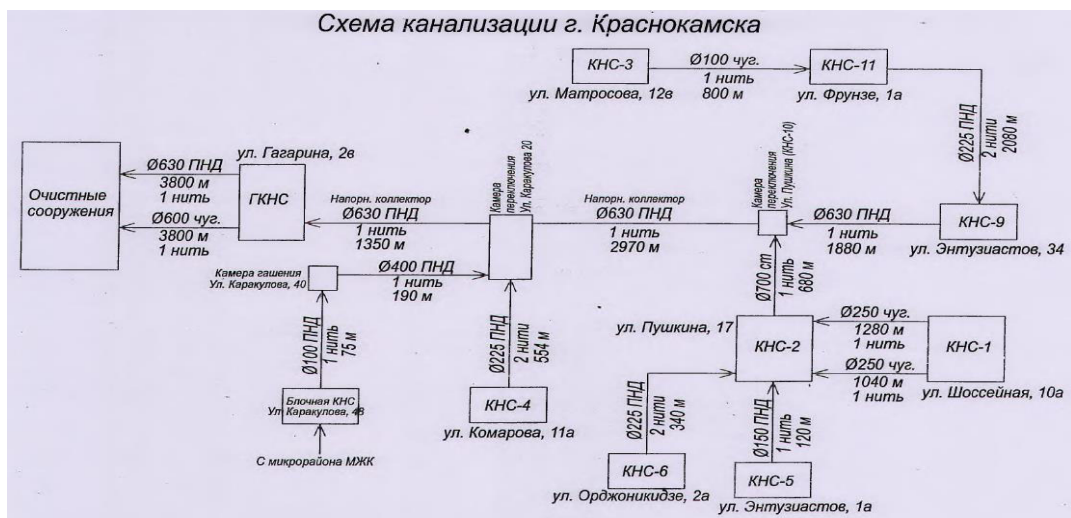 Схема канализации г. Краснокамска
КНС-3
ул. Матросова, 12в
Ø100 чуг.
1 нить
800 м
КНС-11
ул. Фрунзе, 1а
Ø225 ПНД
2 нити
2080 м
КНС-9
ул. Энтузиастов, 34
Ø630 ПНД
1 нить
1880 м
Камера
переключения
Ул. Пушкина (КНС-10)
Напорн. коллектор
Ø630 ПНД
1 нить
2970 м
Камера
переключения
Ул. Каракулова 20
Напорн. коллектор
Ø630 ПНД
1 нить
1350 м
ул. Гагарина, 2в
ГКНС
Ø630 ПНД
3800 м
1 нить
Ø600 чуг.
3800 м
1 нить
Очистные
сооружения
Камера гашения
Ул. Каракулова, 40
Ø400 ПНД
1 нить
190 м
Ø100 ПНД
1 нит
75 м
Блочная КНС
Ул Каракулова, 48
С микрорайона МЖК
Ø225 ПНД
2 нити
554 м
КНС-4
ул. Комарова, 11а
Ø700 ст
1 нить
680 м
ул. Пушкина, 17
КНС-2
Ø250 чуг.
1280 м
1 нить
Ø250 чуг.
1040 м
1 нить
КНС-1
ул. Шоссейная, 10а
Ø225 ПНД
2 нити
340 м
КНС-6
ул. Орджоникидзе, 2а
Ø150 ПНД
1 нить
120 м
КНС-5
ул. Энтузиастов, 1а